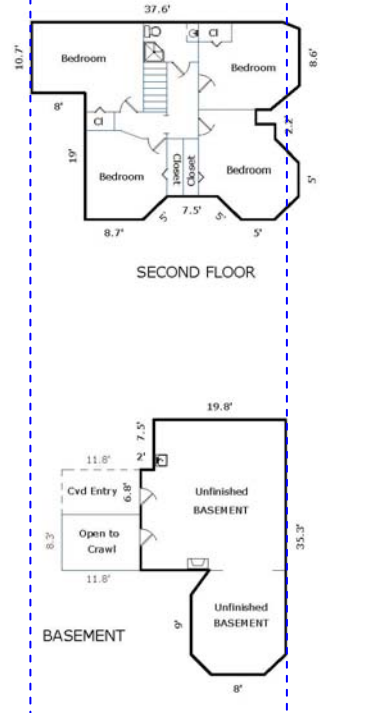 37.6'
10.7'
Bedroom
Cl
Bedroom
8.6'
8'
Cl
2.2'
19'
Bedroom
Closet
Closet
Bedroom
5'
8.7'
5'
7.5'
5'
5'
SECOND FLOOR
19.8'
7.5'
2'
11.8'
Cvd Entry
6.8'
Unfinished
BASEMENT
35.3'
8.3'
Open to
Crawl
11.8'
9'
Unfinished
BASEMENT
BASEMENT
8'